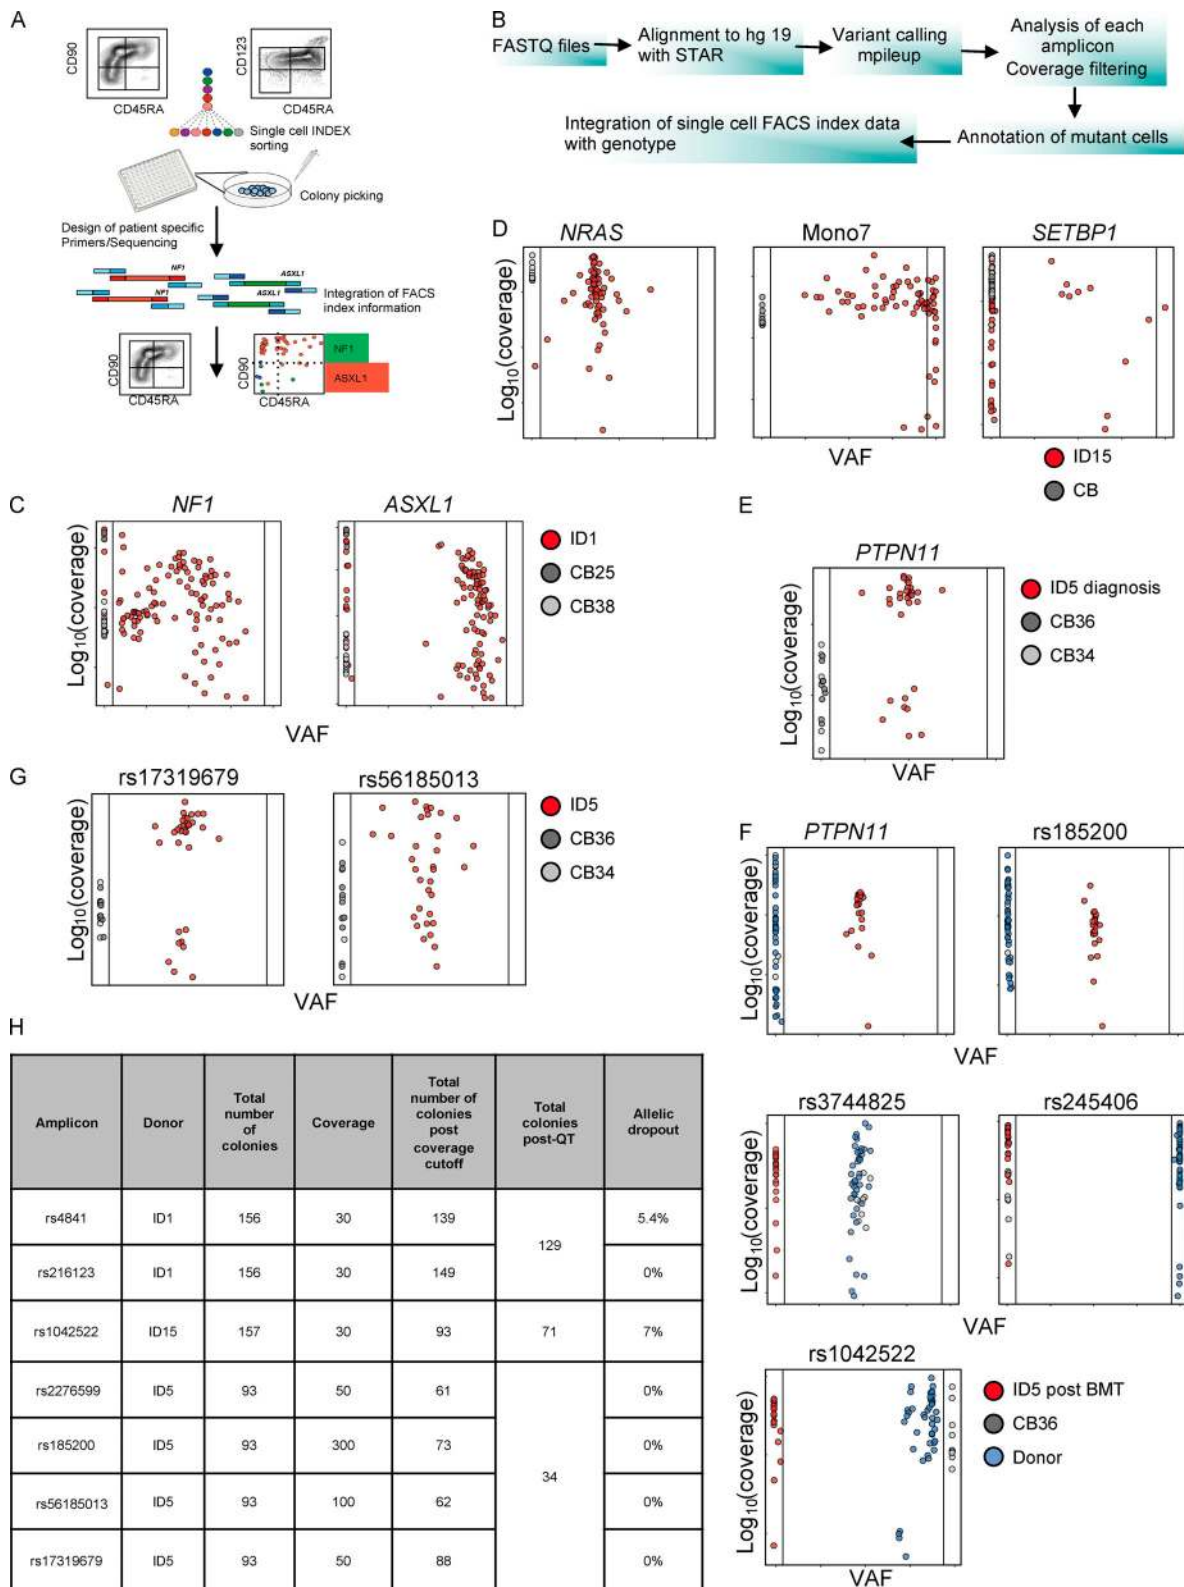 A
CD90
CD45RA
CD123
CD45RA
Single cell INDEX
sorting
Colony picking
Design of patient specific
Primers/Sequencing
NF1
ASXL1
NF1
ASXL1
Integration of FACS
index information
CD90
CD45RA
CD90
CD45RA
NF1
ASXL1
B
FASTQ files
Alignment to hg 19
with STAR
Variant calling
mpileup
Analysis of each
amplicon
Coverage filtering
Annotation of mutant cells
Integration of single cell FACS index data
with genotype
D
NRAS
Mono7
SETBP1
Log10(coverage)
VAF
ID15
CB
C
NF1
ASXL1
Log10(coverage)
VAF
ID1
CB25
CB38
E
PTPN11
Log10(coverage)
VAF
ID5 diagnosis
CB36
CB34
G
rs17319679
rs56185013
Log10(coverage)
VAF
ID5
CB36
CB34
F
PTPN11
rs185200
Log10(coverage)
VAF
rs3744825
rs245406
Log10(coverage)
VAF
rs1042522
Log10(coverage)
VAF
ID5 post BMT
CB36
Donor
H
Amplicon Donor Total number of colonies Coverage Total number of colonies post coverage cutoff Total colonies post-QT Allelic dropout
rs4841 ID1 156 30 139 129 5.4%
rs216123 ID1 156 30 149 0%
rs1042522 ID15 157 30 93 71 7%
rs2276599 ID5 93 50 61 34 0%
rs185200 ID5 93 300 73 0%
rs56185013 ID5 93 100 62 0%
rs17319679 ID5 93 50 88 0%